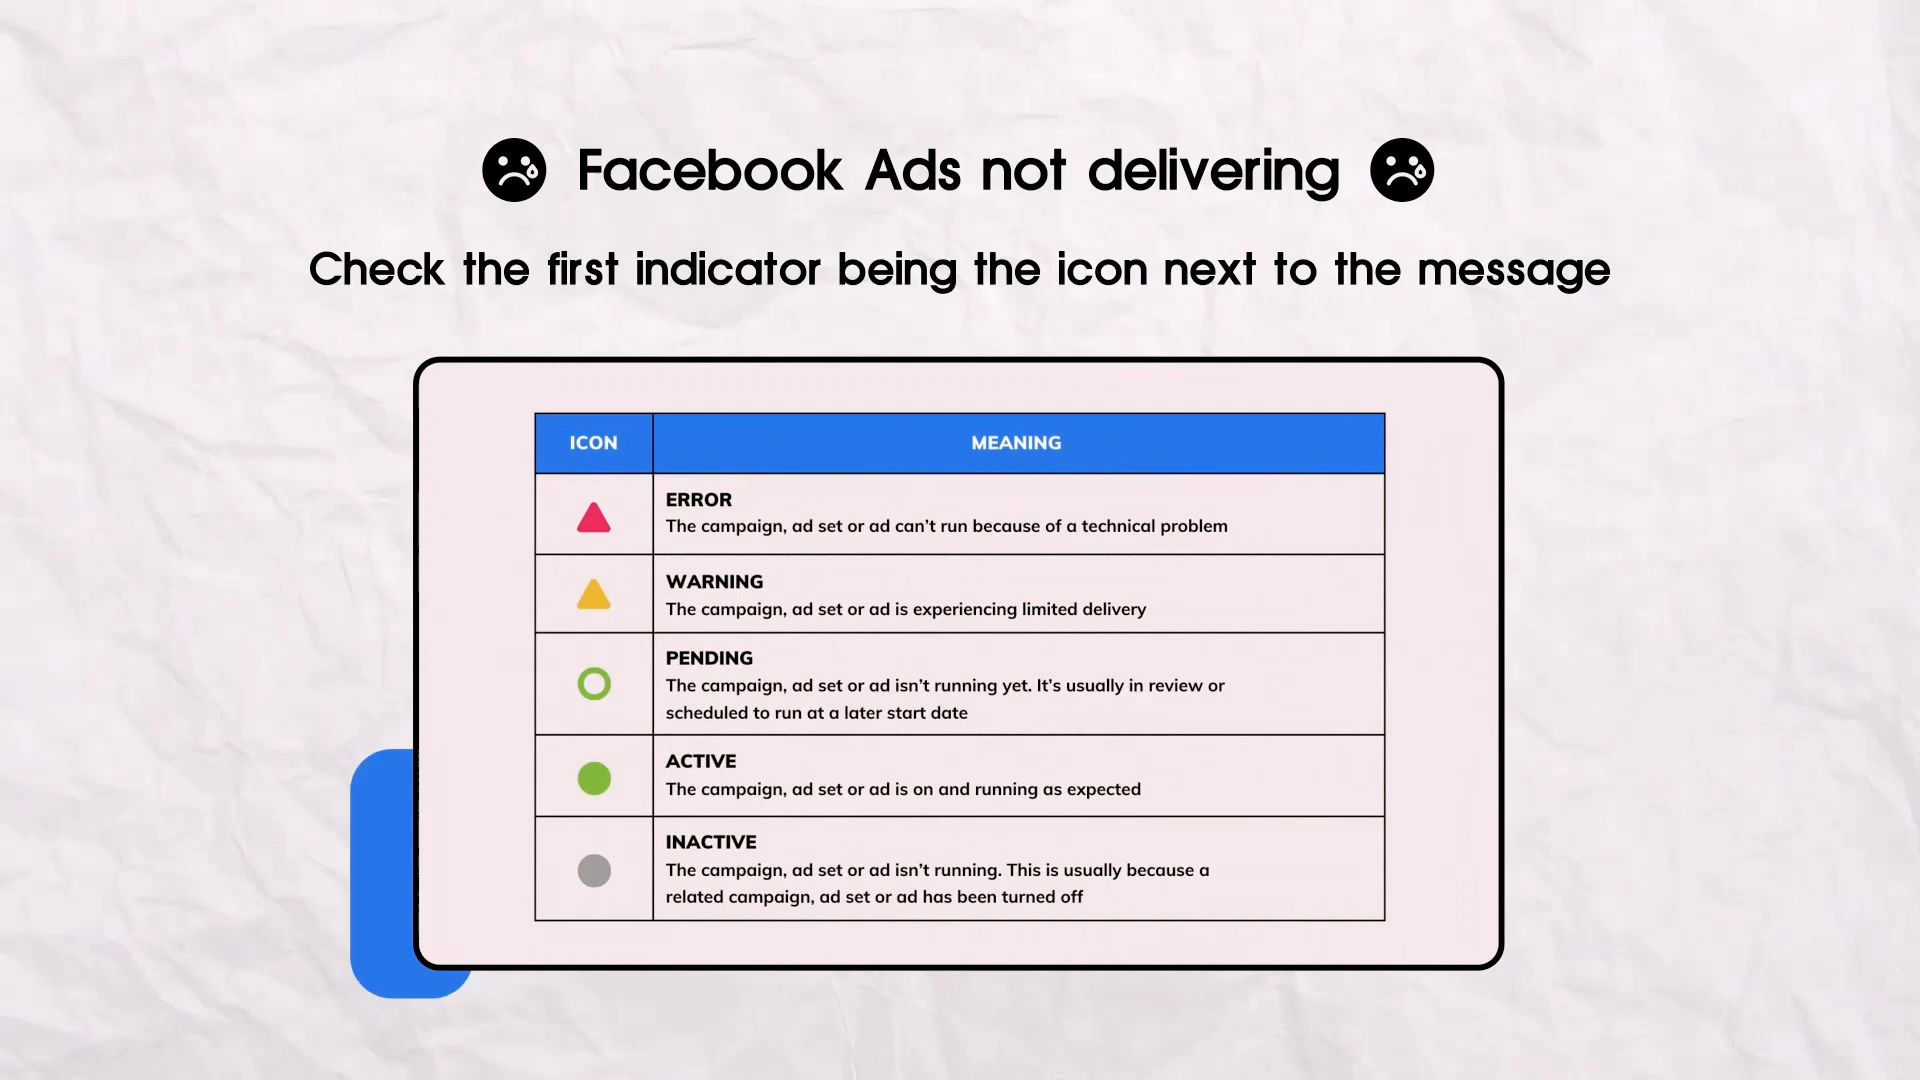 Facebook Ads not delivering
Check the first indicator being the icon next to the message
ICON MEANING
ERROR
The campaign, ad set or ad can’t run because of a technical problem
WARNING
The campaign, ad set or ad is experiencing limited delivery
PENDING
The campaign, ad set or ad isn’t running yet. It’s usually in review or
scheduled to run at a later start date
ACTIVE
The campaign, ad set or ad is on and running as expected
INACTIVE
The campaign, ad set or ad isn’t running. This is usually because a
related campaign, ad set or ad has been turned off